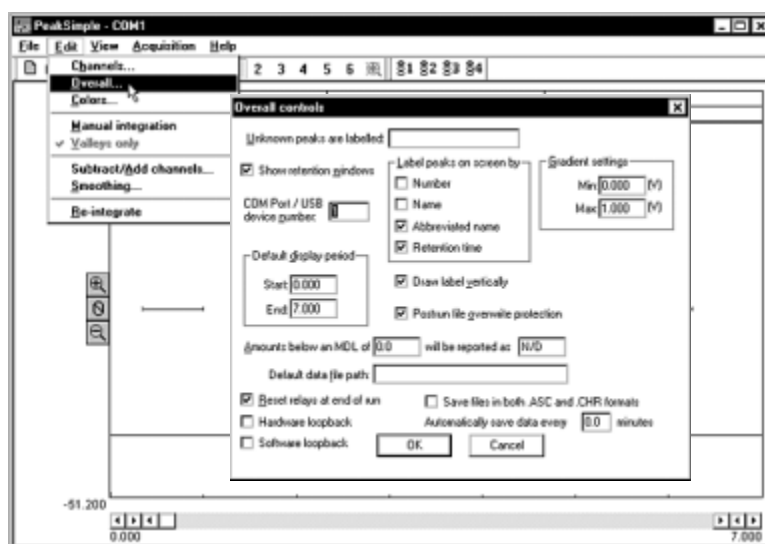 PeakSimple - COM1
File Edit View Acquisition Help
2 3 4 5 6 1 2 3 4
Channels...
Overall...
Colors...
Manual integration
Valleys only
Subtract/Add channels...
Smoothing...
Re-integrate
Overall controls
Unknown peaks are labelled:
Show retention windows
COM Port / USB
device number: 1
Label peaks on screen by
Number
Name
Abbreviated name
Retention time
Gradient settings
Min: 0.000 (V)
Max: 1.000 (V)
Default display period
Start: 0.000
End: 7.000
Draw label vertically
Postrun file overwrite protection
Amounts below an MDL of 0.0 will be reported as N/D
Default data file path:
Reset relays at end of run
Save files in both .ASC and .CHR formats
Hardware loopback
Automatically save data every 0.0 minutes
Software loopback
OK Cancel
-51.200
0.000 7.000